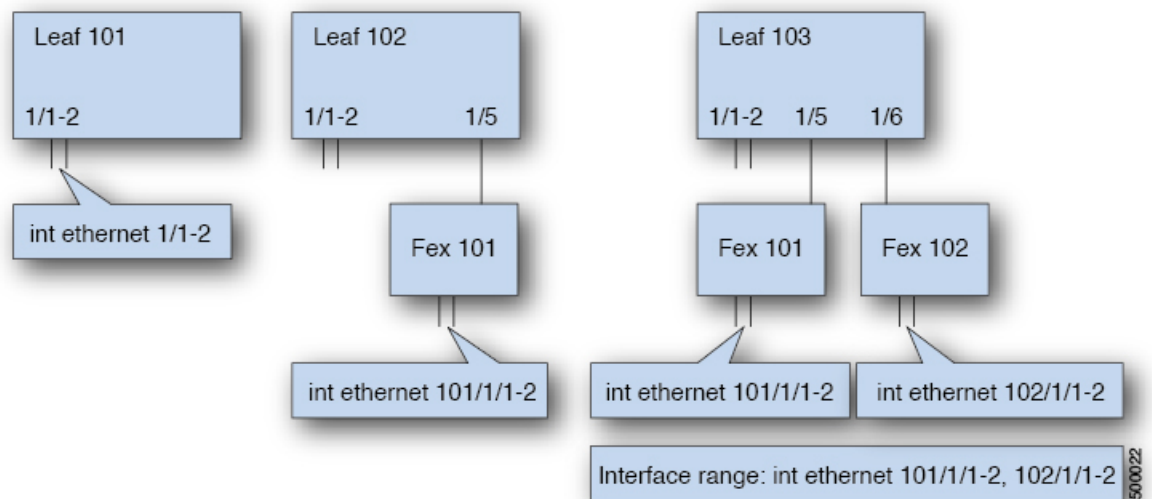 Leaf 101
1/1-2
int ethernet 1/1-2
Leaf 102
1/1-2 1/5
Fex 101
int ethernet 101/1/1-2
Leaf 103
1/1-2 1/5 1/6
Fex 101
Fex 102
int ethernet 101/1/1-2
int ethernet 102/1/1-2
Interface range: int ethernet 101/1/1-2, 102/1/1-2
500022